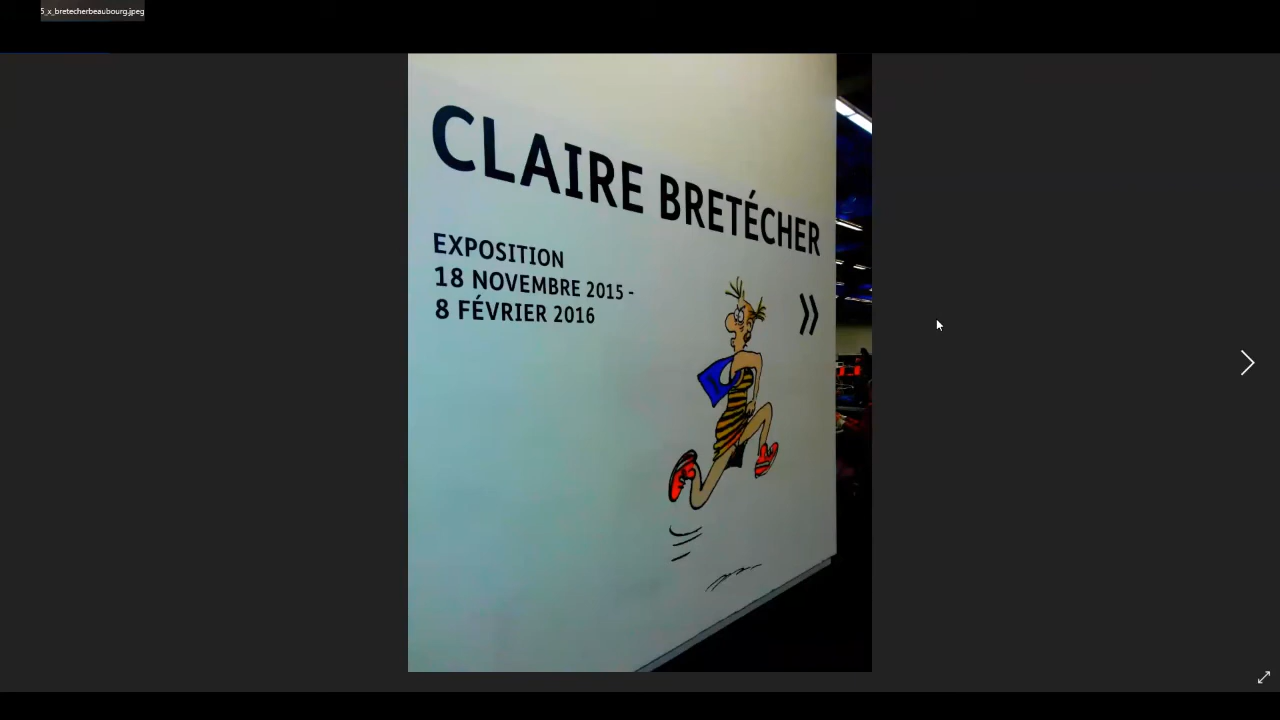 5_x_bretecherbeaubourg.jpeg
CLAIRE BRETÉCHER
EXPOSITION
18 NOVEMBRE 2015 -
8 FÉVRIER 2016